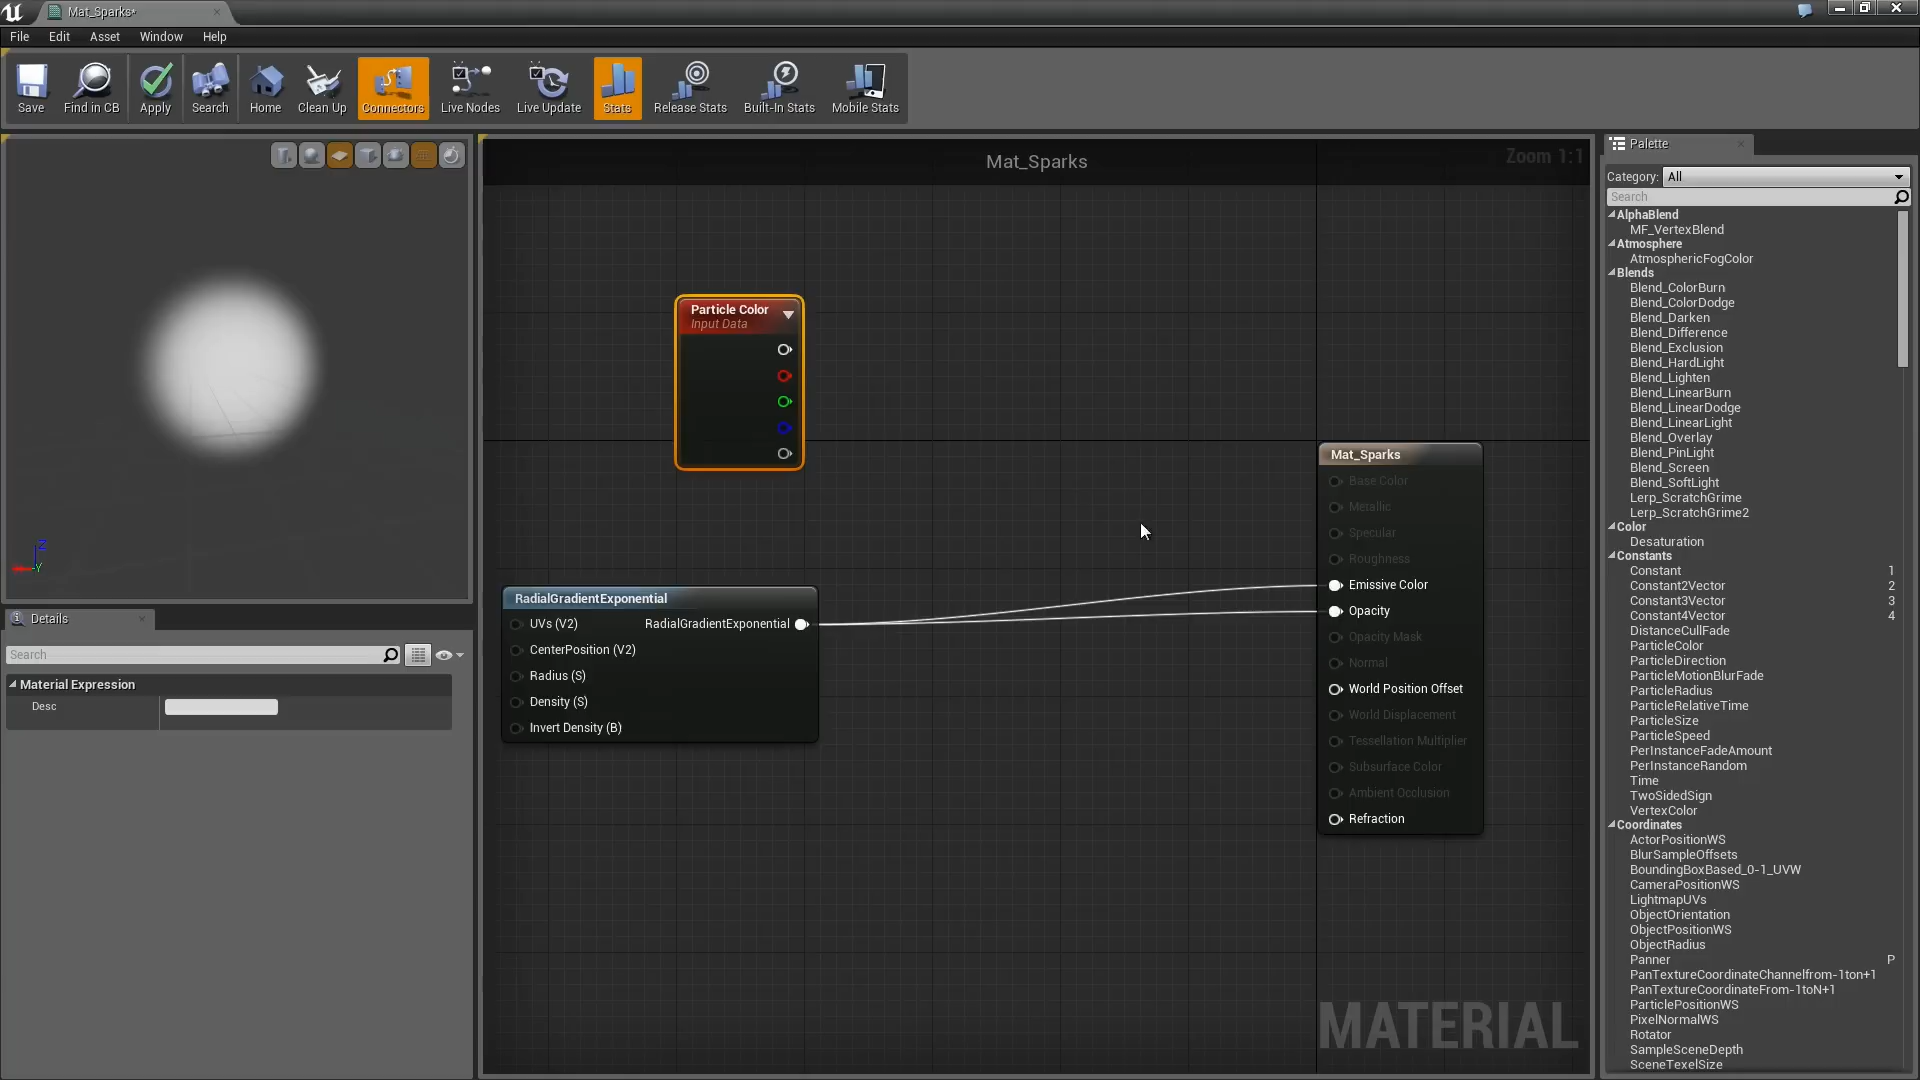 Mat_Sparks*
File Edit Asset Window Help
Save Find in CB Apply Search Home Clean Up Connectors Live Nodes Live Update Stats Release Stats Built-In Stats Mobile Stats
Mat_Sparks
Zoom 1:1
Z
Y
Particle Color
Input Data
RadialGradientExponential
UVs (V2) RadialGradientExponential
CenterPosition (V2)
Radius (S)
Density (S)
Invert Density (B)
Mat_Sparks
Base Color
Metallic
Specular
Roughness
Emissive Color
Opacity
Opacity Mask
Normal
World Position Offset
World Displacement
Tessellation Multiplier
Subsurface Color
Ambient Occlusion
Refraction
MATERIAL
Details
Search
Material Expression
Desc
Palette
Category: All
Search
AlphaBlend
MF_VertexBlend
Atmosphere
AtmosphericFogColor
Blends
Blend_ColorBurn
Blend_ColorDodge
Blend_Darken
Blend_Difference
Blend_Exclusion
Blend_HardLight
Blend_Lighten
Blend_LinearBurn
Blend_LinearDodge
Blend_LinearLight
Blend_Overlay
Blend_PinLight
Blend_Screen
Blend_SoftLight
Lerp_ScratchGrime
Lerp_ScratchGrime2
Color
Desaturation
Constants
Constant 1
Constant2Vector 2
Constant3Vector 3
Constant4Vector 4
DistanceCullFade
ParticleColor
ParticleDirection
ParticleMotionBlurFade
ParticleRadius
ParticleRelativeTime
ParticleSize
ParticleSpeed
PerInstanceFadeAmount
PerInstanceRandom
Time
TwoSidedSign
VertexColor
Coordinates
ActorPositionWS
BlurSampleOffsets
BoundingBoxBased_0-1_UVW
CameraPositionWS
LightmapUVs
ObjectOrientation
ObjectPositionWS
ObjectRadius
Panner P
PanTextureCoordinateChannelfrom-1ton+1
PanTextureCoordinateFrom-1toN+1
ParticlePositionWS
PixelNormalWS
Rotator
SampleSceneDepth
SceneTexelSize